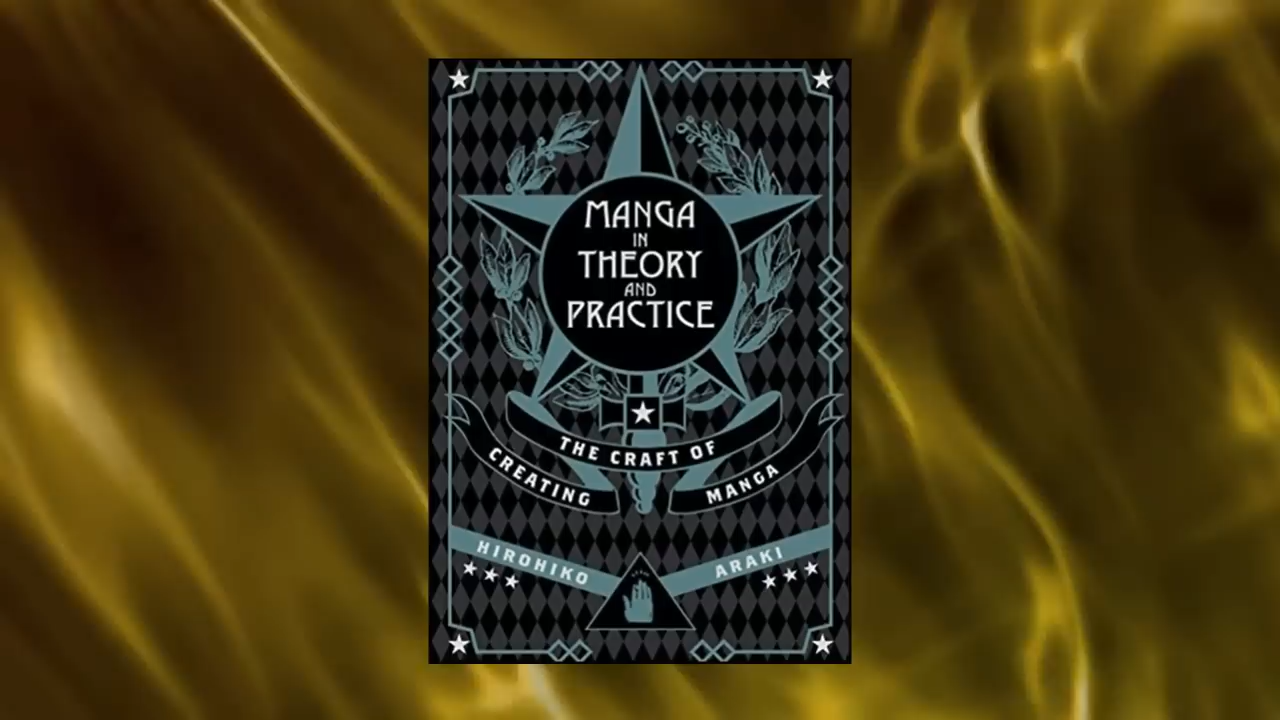 MANGA
IN
THEORY
AND
PRACTICE
THE CRAFT OF
CREATING MANGA
HIROHIKO ARAKI